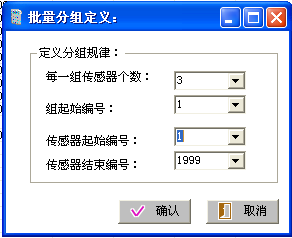 批量分组定义：
定义分组规律：
每一组传感器个数： 3
组起始编号： 1
传感器起始编号： 1
传感器结束编号： 1999
确认 取消